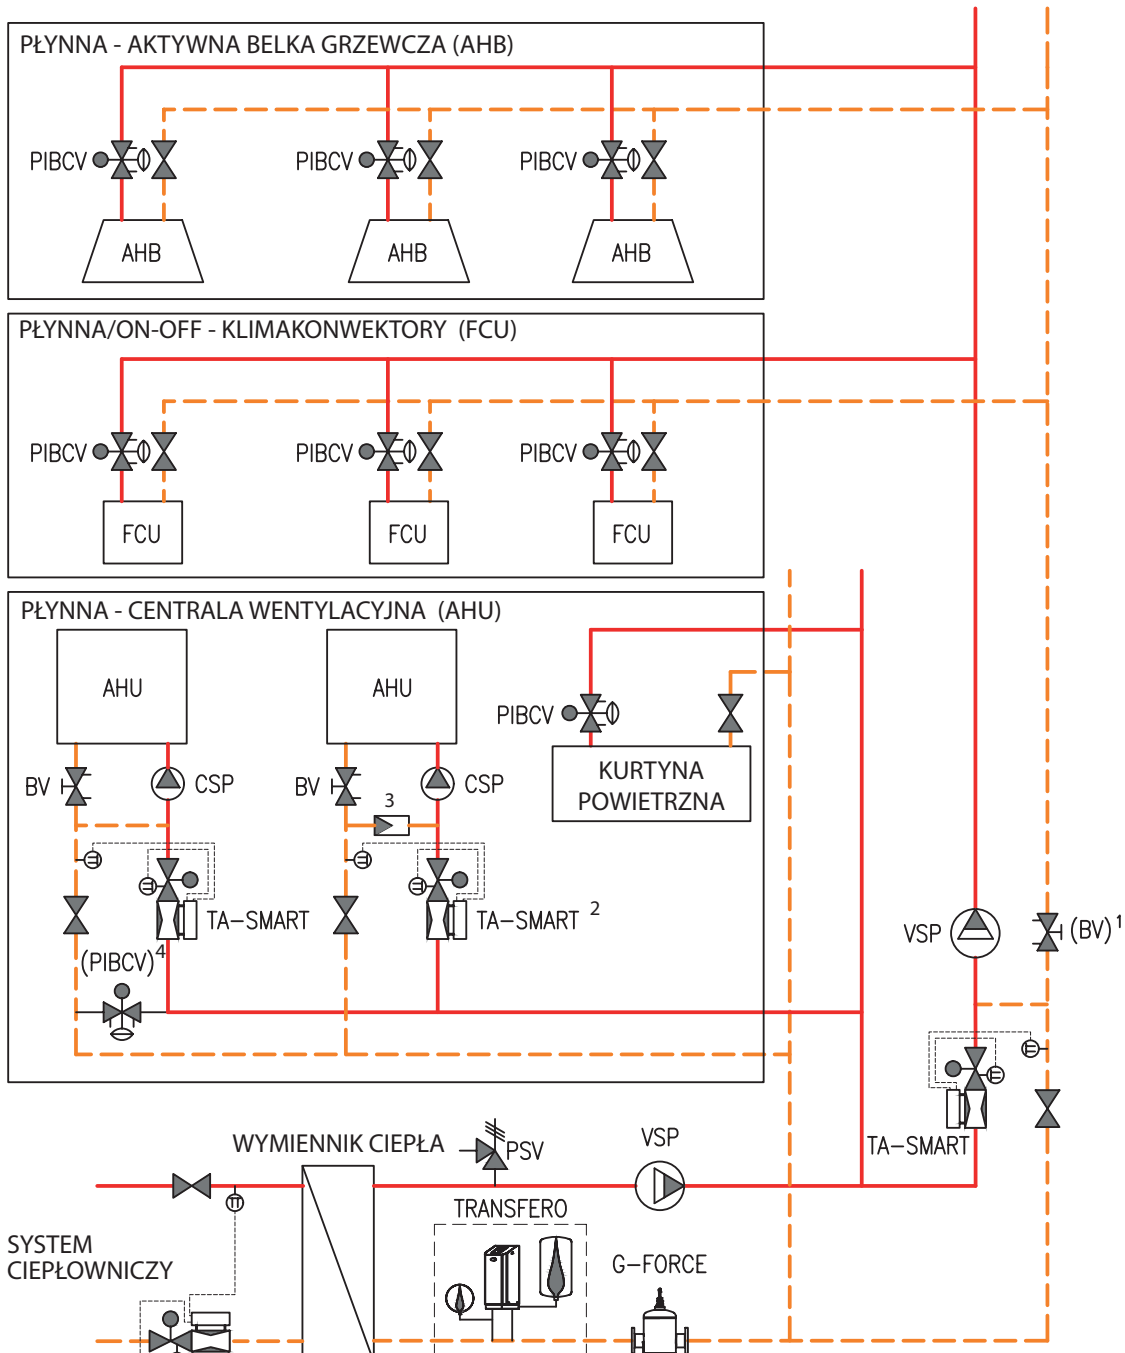 PŁYNNA - AKTYWNA BELKA GRZEWCZA (AHB)
PIBCV PIBCV PIBCV
AHB AHB AHB
PŁYNNA/ON-OFF - KLIMAKONWEKTORY (FCU)
PIBCV PIBCV PIBCV
FCU FCU FCU
PŁYNNA - CENTRALA WENTYLACYJNA (AHU)
AHU AHU
PIBCV
BV CSP BV CSP
KURTYNA
POWIETRZNA
3
TA-SMART TA-SMART 2
VSP (BV) 1
(PIBCV) 4
TA-SMART
WYMIENNIK CIEPŁA PSV VSP
TRANSFERO
SYSTEM
CIEPŁOWNICZY
G-FORCE